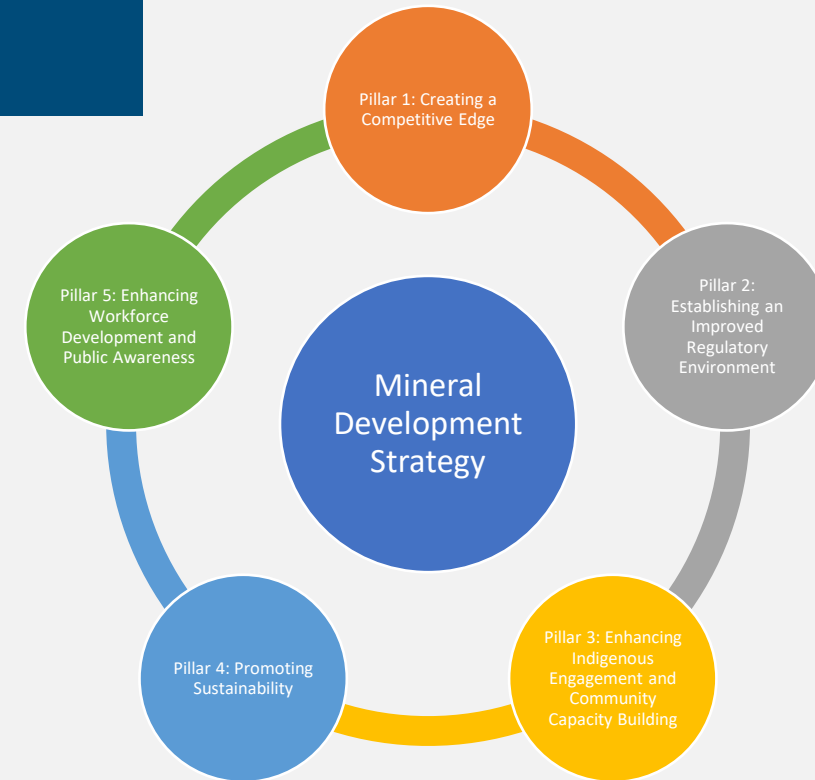 Pillar 1: Creating a
Competitive Edge
Pillar 2:
Establishing an
Improved
Regulatory
Environment
Pillar 3: Enhancing
Indigenous
Engagement and
Community
Capacity Building
Pillar 4: Promoting
Sustainability
Pillar 5: Enhancing
Workforce
Development and
Public Awareness
Mineral
Development
Strategy